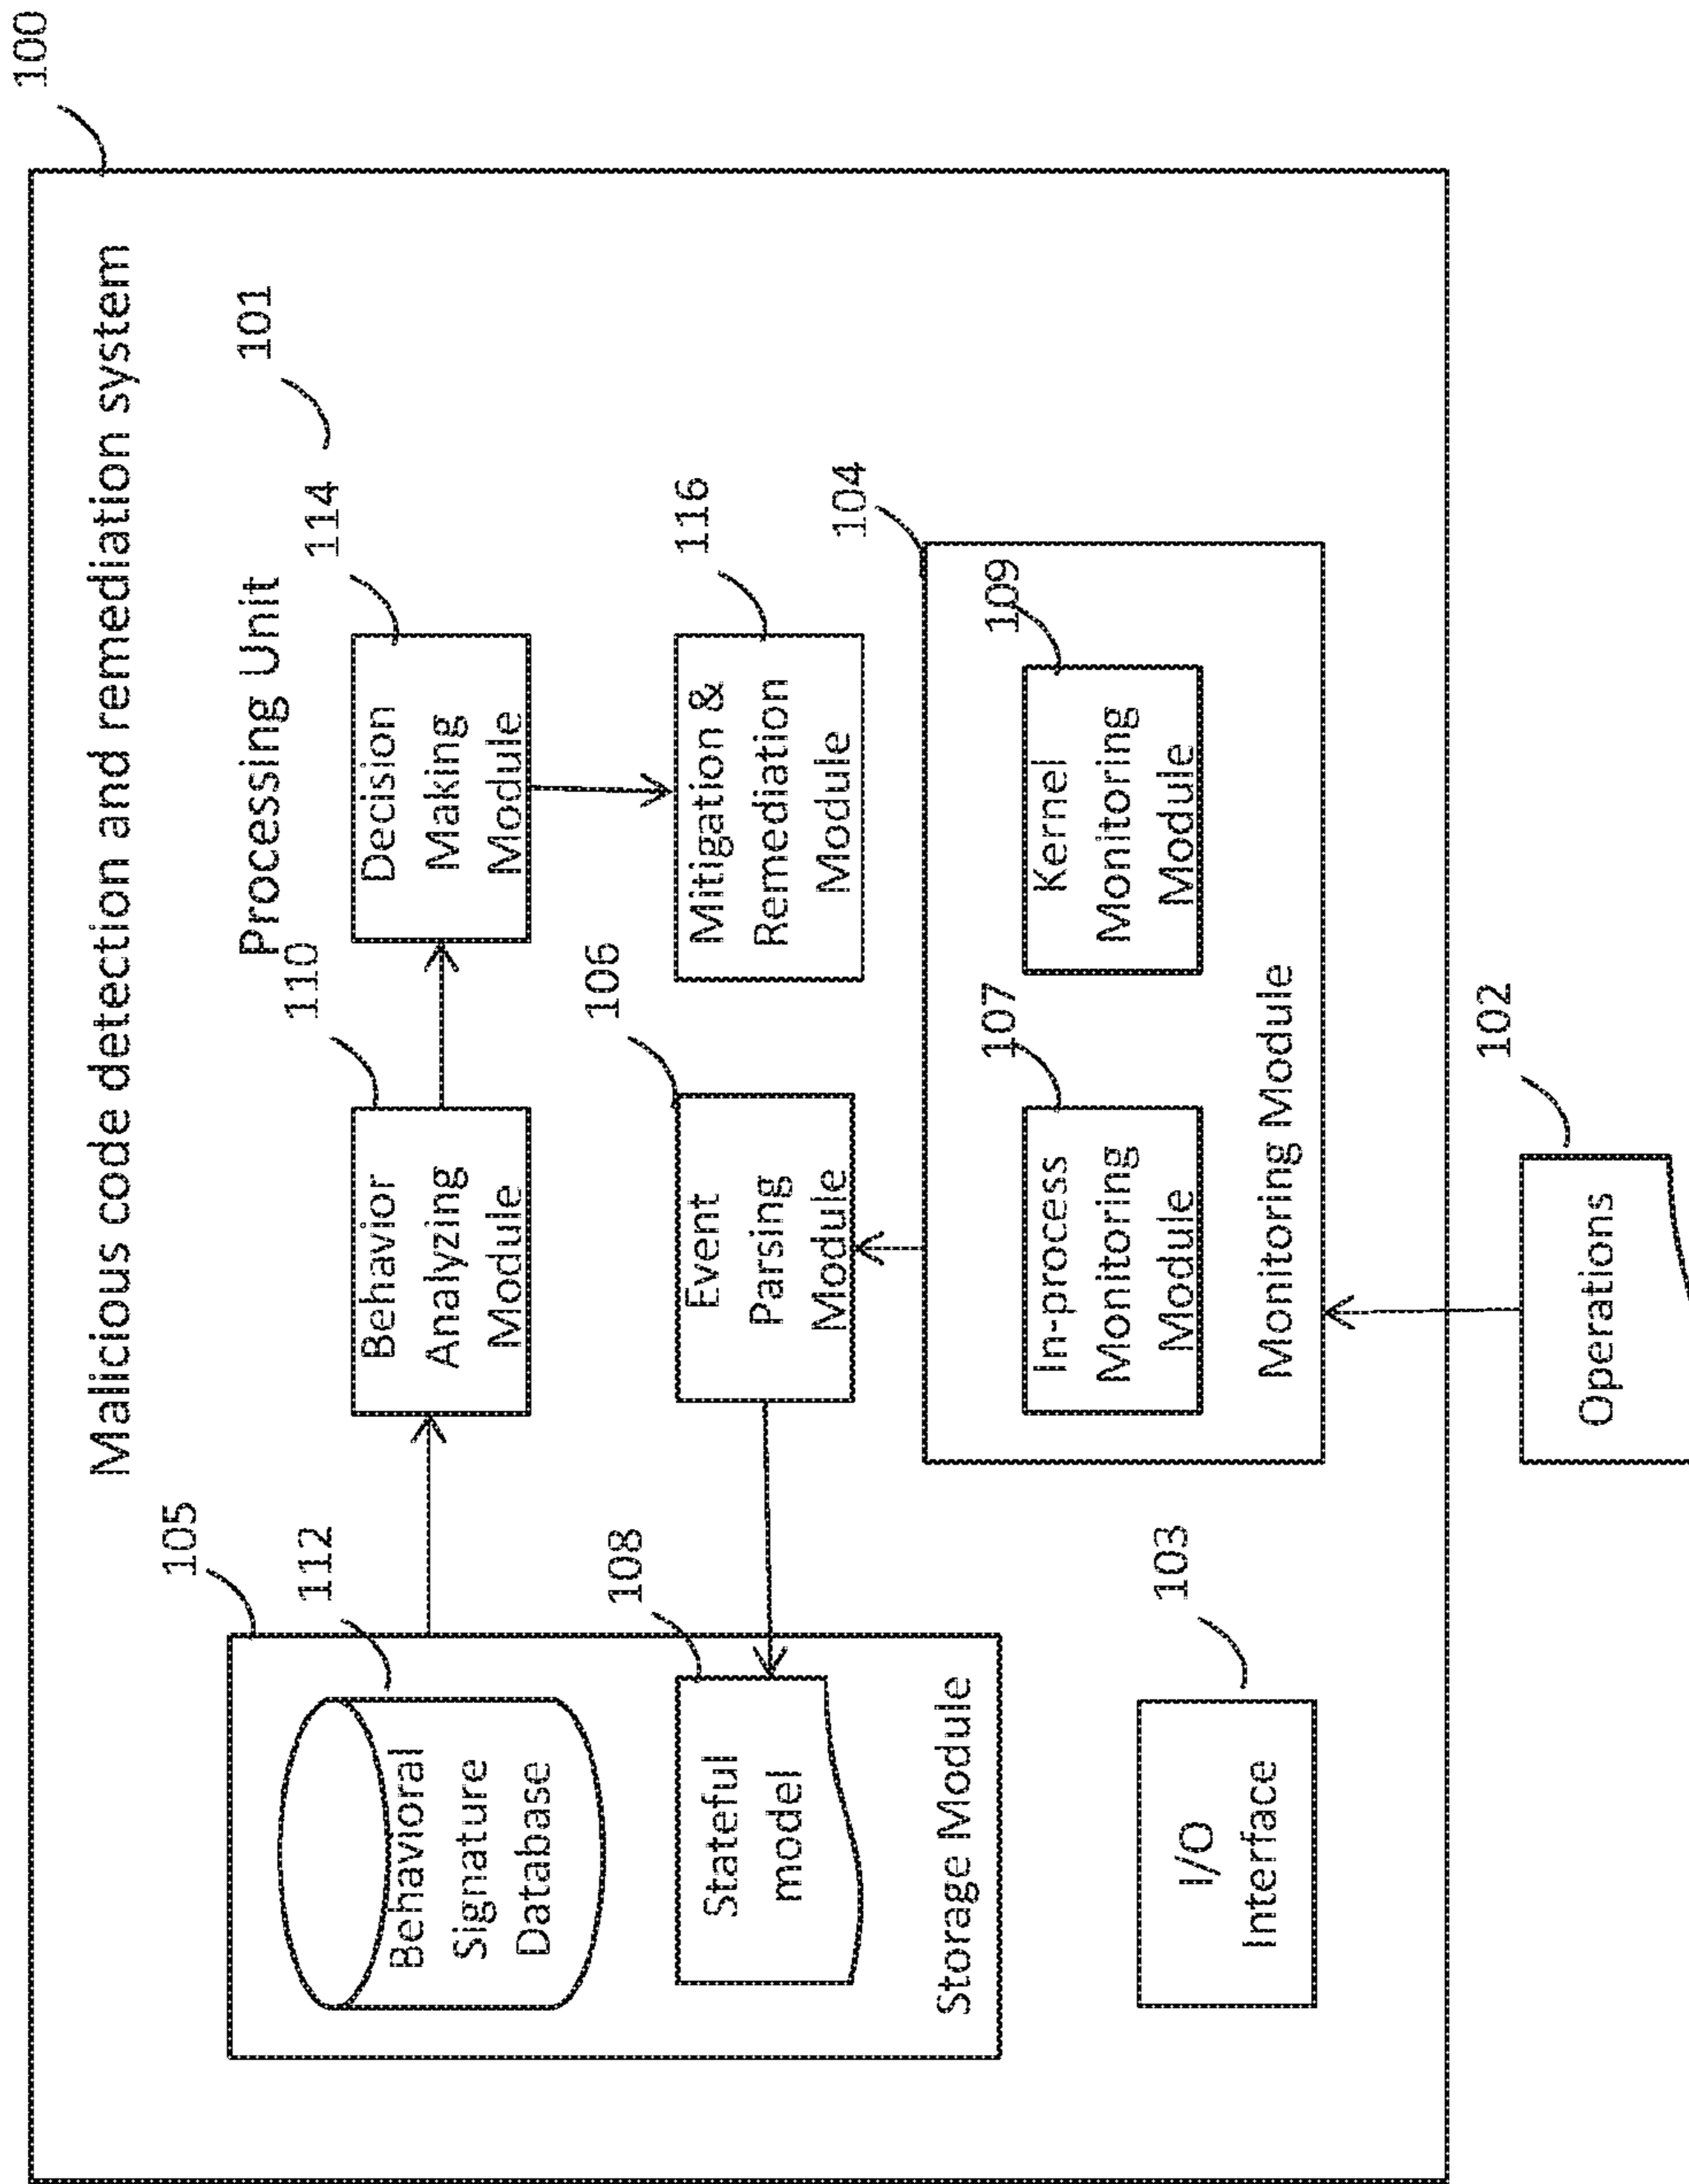 100
Malicious code detection and remediation system
Processing Unit
101
105
112
110
114
Behavioral
Signature
Database
Behavior
Analyzing
Module
Decision
Making
Module
108
106
116
Stateful
model
Event
Parsing
Module
Mitigation &
Remediation
Module
Storage Module
104
107
109
In-process
Monitoring
Module
Kernel
Monitoring
Module
Monitoring Module
103
I/O
Interface
102
Operations